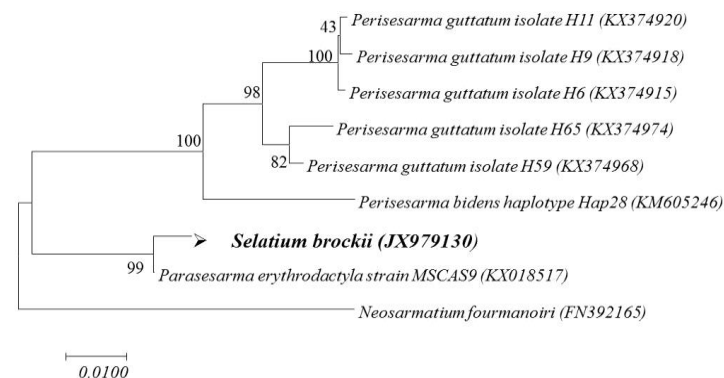 43
Perisesarma guttatum isolate H11 (KX374920)
100
Perisesarma guttatum isolate H9 (KX374918)
98
Perisesarma guttatum isolate H6 (KX374915)
Perisesarma guttatum isolate H65 (KX374974)
100
82
Perisesarma guttatum isolate H59 (KX374968)
Perisesarma bidens haplotype Hap28 (KM605246)
Selatium brockii (JX979130)
99
Parasesarma erythrodactyla strain MSCAS9 (KX018517)
Neosarmatium fourmanoiri (FN392165)
0.0100